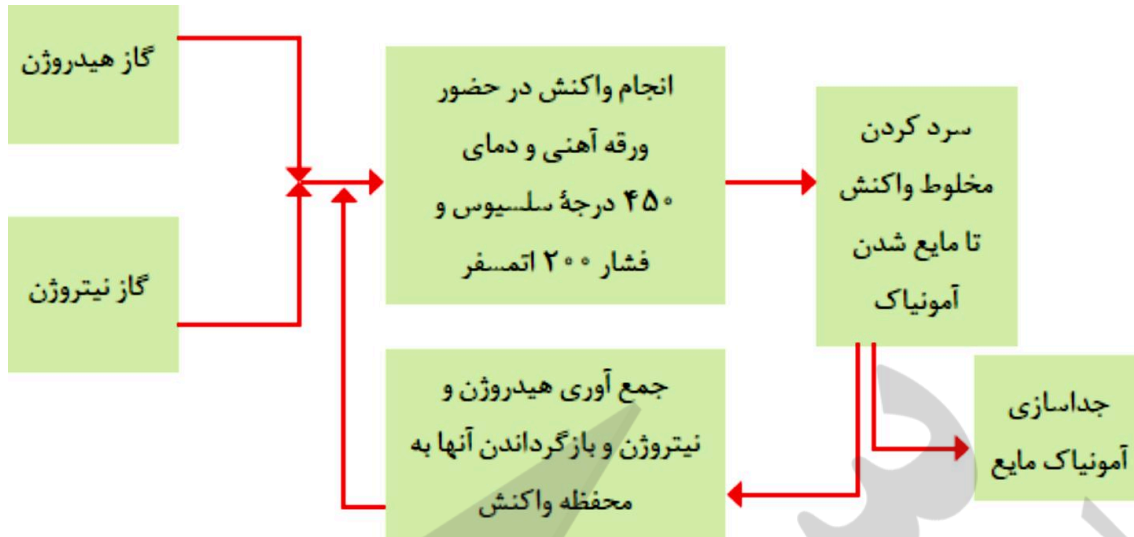 گاز هیدروژن
گاز نیتروژن
انجام واکنش در حضور
ورقه آهنی و دمای
۴۵۰ درجۀ سلسیوس و
فشار ۲۰۰ اتمسفر
سرد کردن
مخلوط واکنش
تا مایع شدن
آمونیاک
جداسازی
آمونیاک مایع
جمع آوری هیدروژن و
نیتروژن و بازگرداندن آنها به
محفظه واکنش